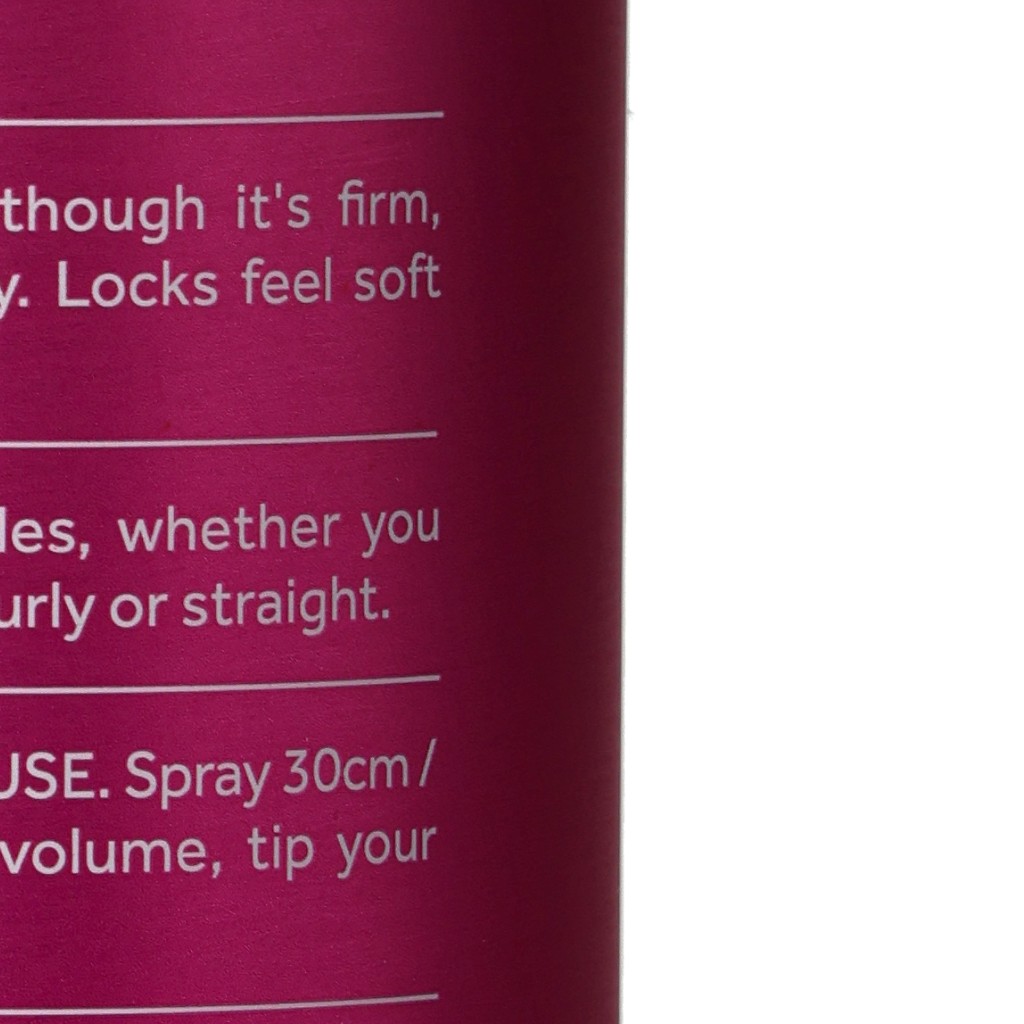 though it's firm,
y. Locks feel soft
les, whether you
urly or straight.
USE. Spray 30cm/
volume, tip your